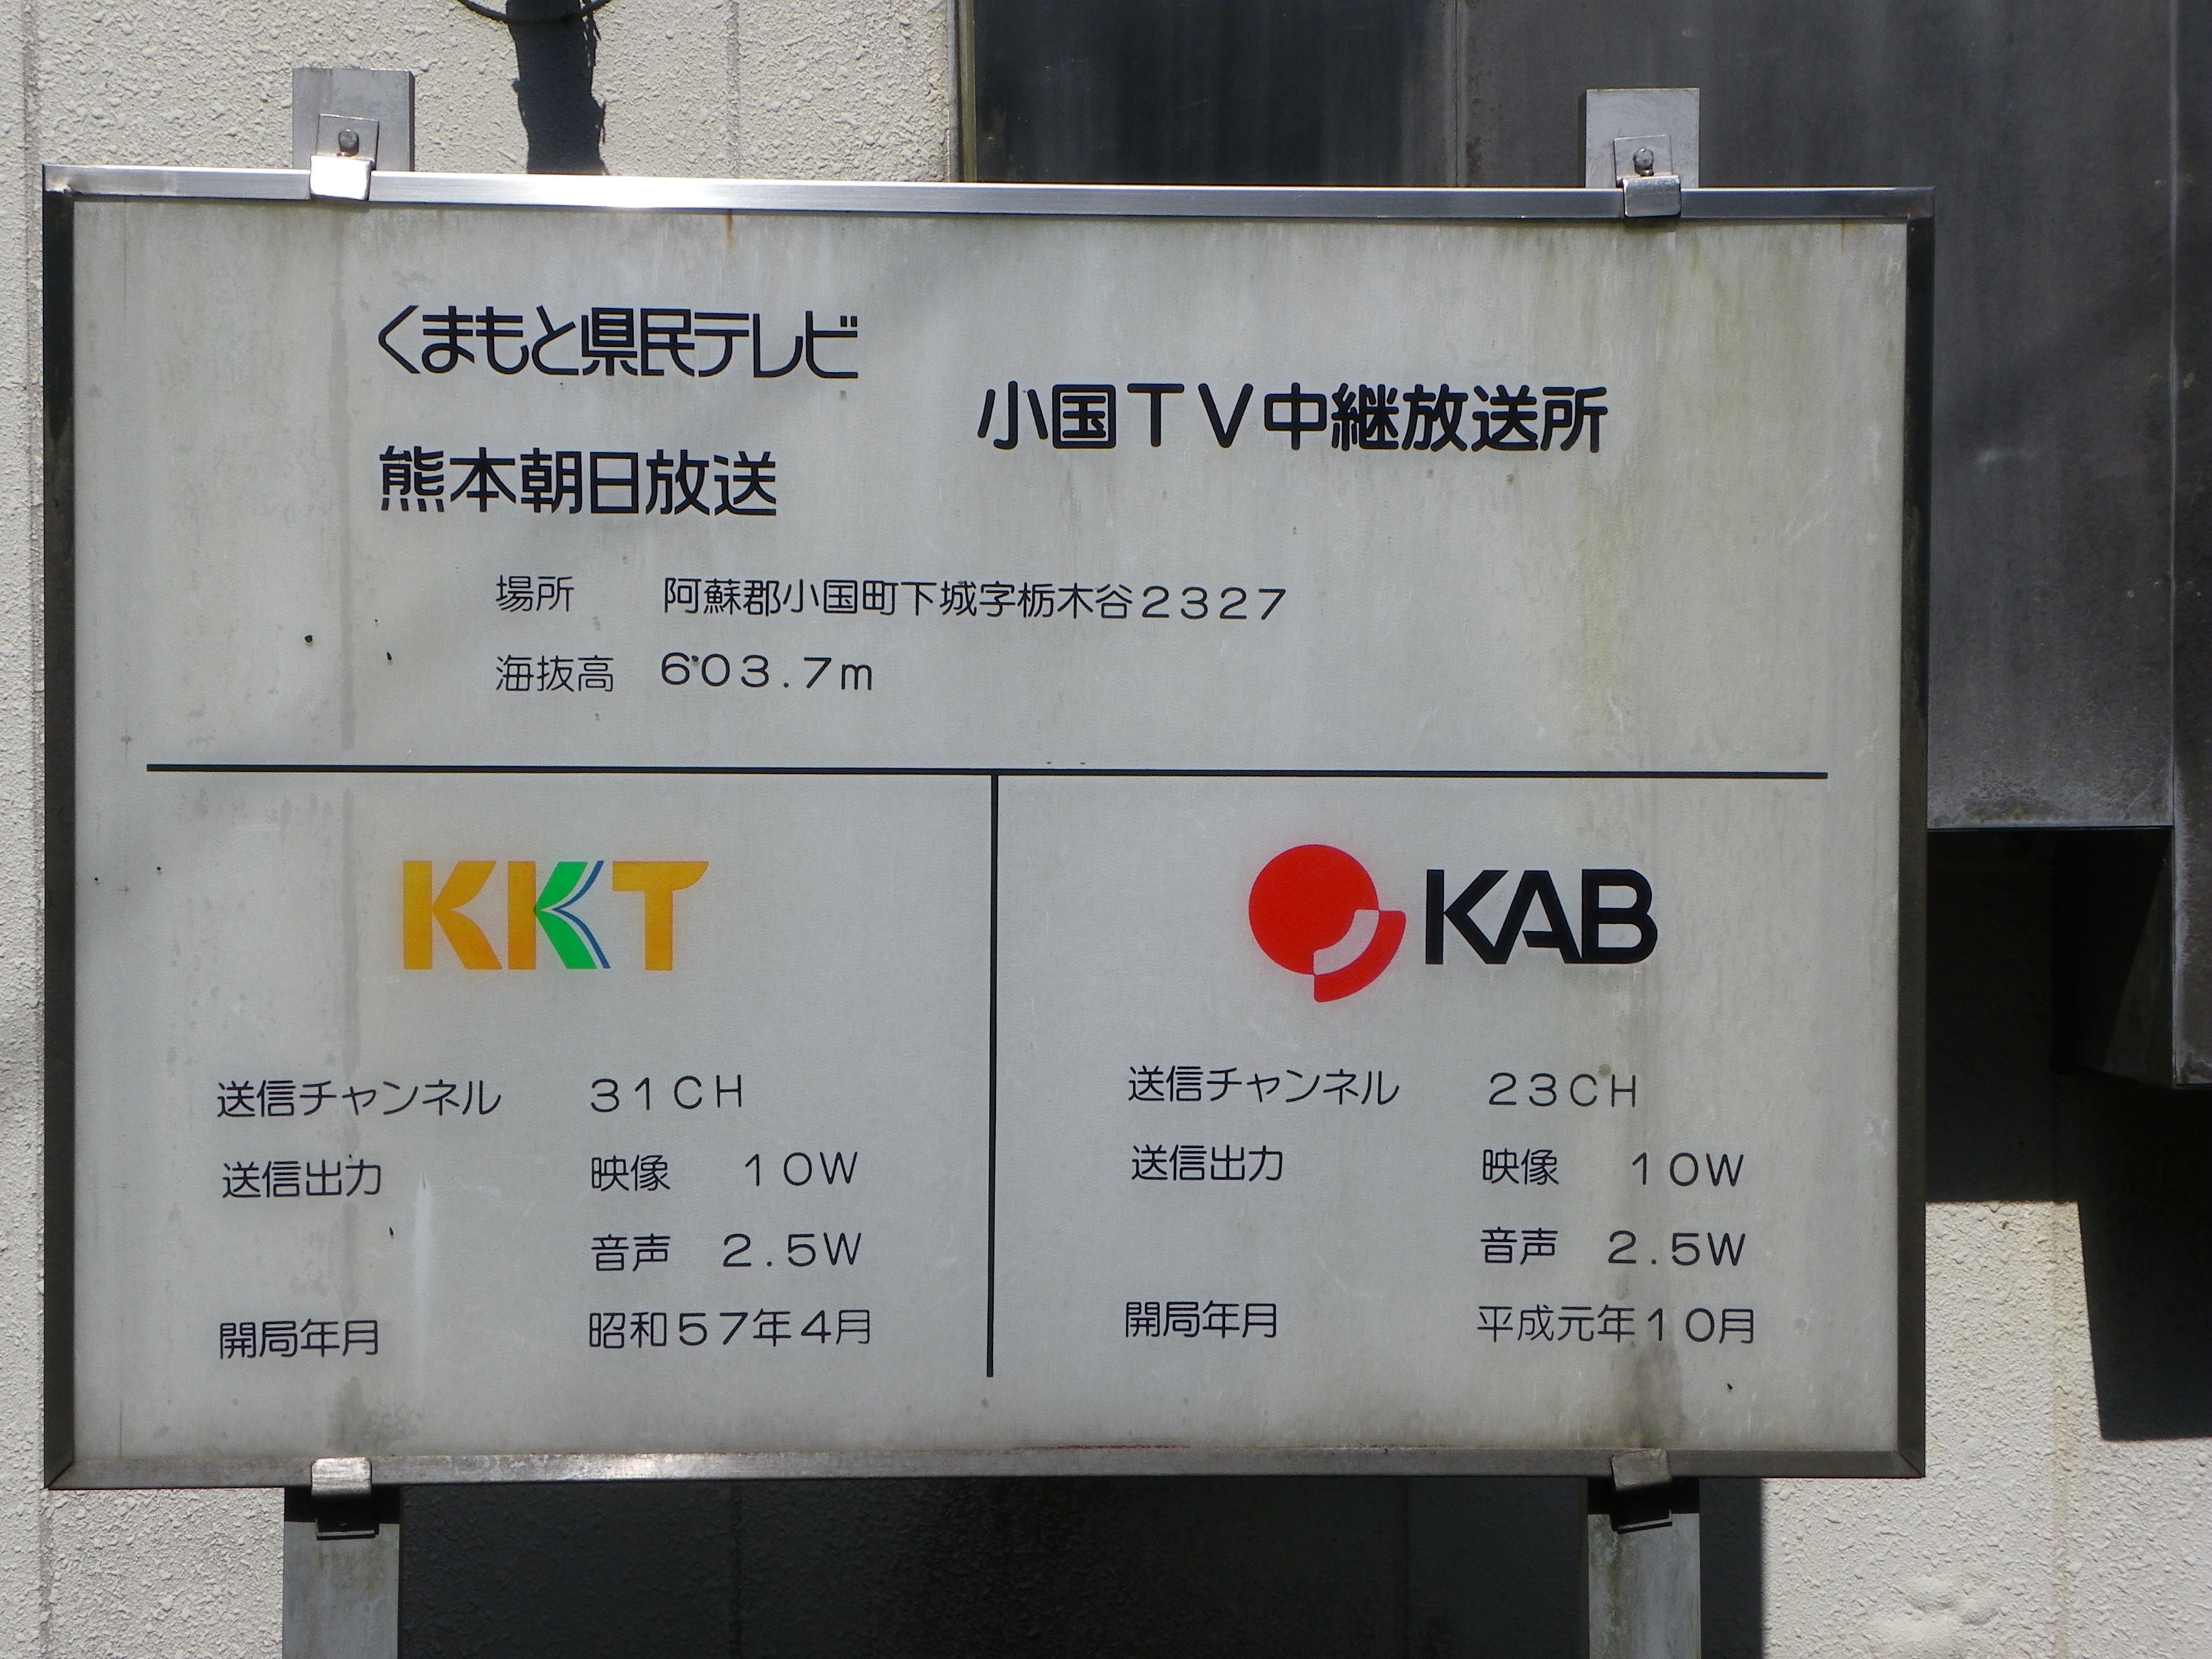 くまもと県民テレビ
熊本朝日放送
小国TV中継放送所
場所 阿蘇郡小国町下城字栃木谷2327
海抜高 603.7m
KKT
送信チャンネル 31CH
送信出力 映像 10W
音声 2.5W
開局年月 昭和57年4月
KAB
送信チャンネル 23CH
送信出力 映像 10W
音声 2.5W
開局年月 平成元年10月